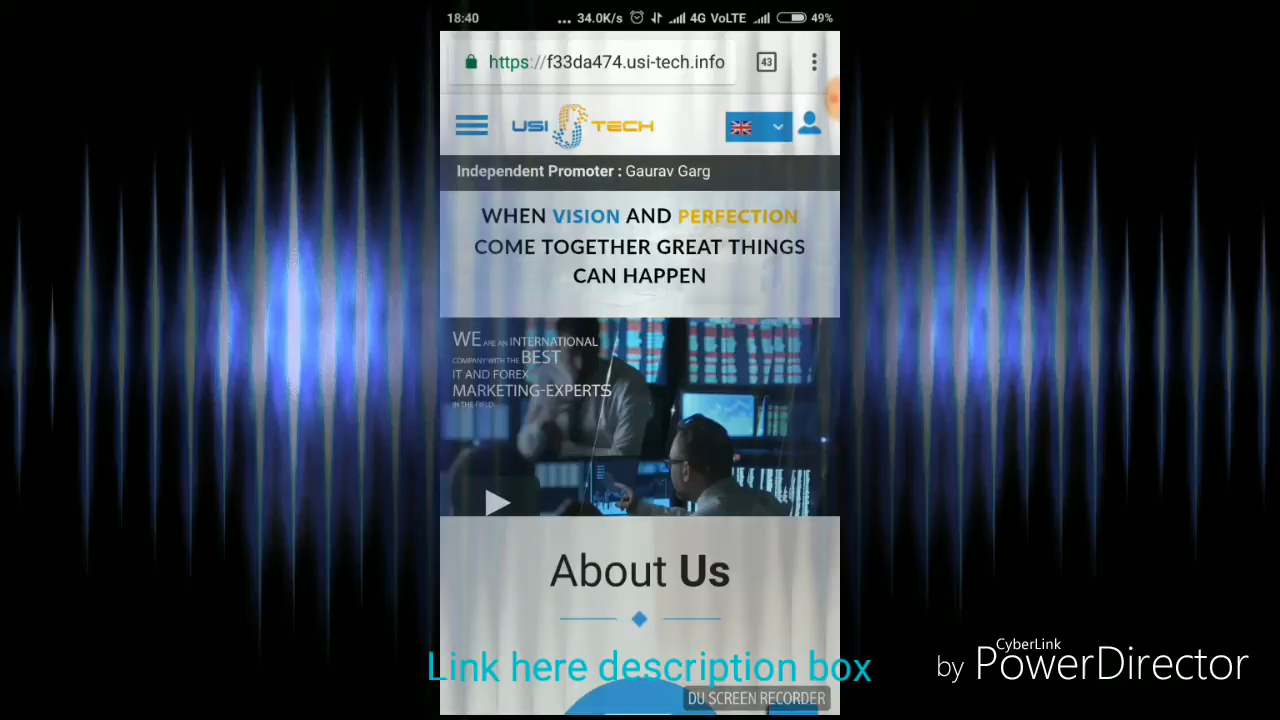 18:40 ... 34.0K/s 4G VoLTE 49%
https://f33da474.usi-tech.info 43
USI TECH
Independent Promoter : Gaurav Garg
WHEN VISION AND PERFECTION
COME TOGETHER GREAT THINGS
CAN HAPPEN
WE ARE AN INTERNATIONAL
COMPANY WITH THE BEST
IT AND FOREX
MARKETING-EXPERTS
IN THE FIELD
About Us
Link here description box
CyberLink
by PowerDirector
DU SCREEN RECORDER